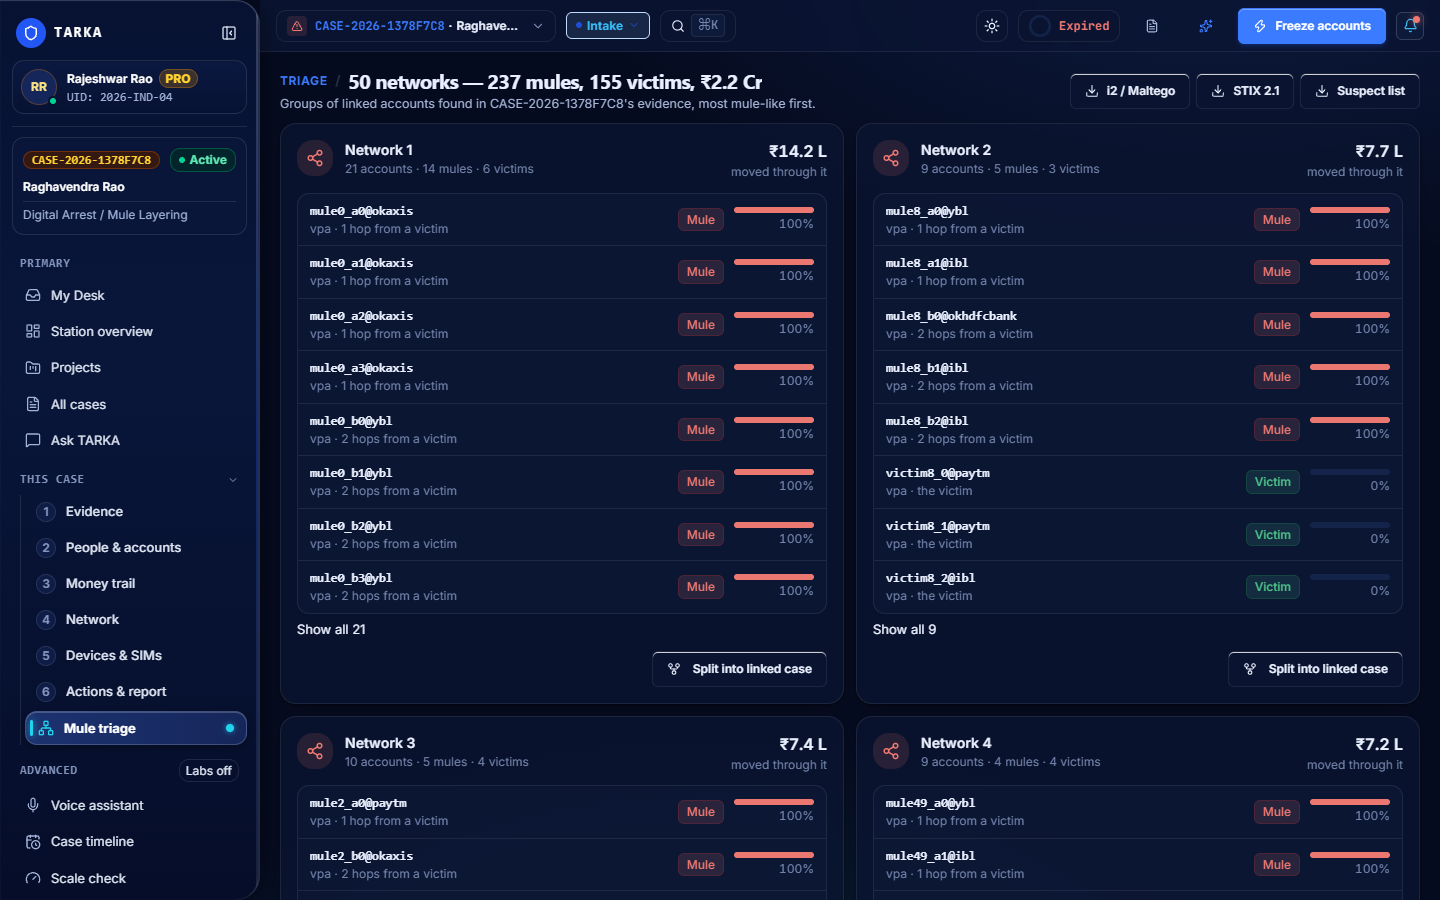 TARKA
RR
Rajeshwar Rao PRO
UID: 2026-IND-04
CASE-2026-1378F7C8
Active
Raghavendra Rao
Digital Arrest / Mule Layering
PRIMARY
My Desk
Station overview
Projects
All cases
Ask TARKA
THIS CASE
1 Evidence
2 People & accounts
3 Money trail
4 Network
5 Devices & SIMs
6 Actions & report
Mule triage
ADVANCED
Labs off
Voice assistant
Case timeline
Scale check
CASE-2026-1378F7C8 · Raghave...
Intake
⌘K
Expired
Freeze accounts
TRIAGE / 50 networks — 237 mules, 155 victims, ₹2.2 Cr
Groups of linked accounts found in CASE-2026-1378F7C8's evidence, most mule-like first.
i2 / Maltego
STIX 2.1
Suspect list
Network 1
21 accounts · 14 mules · 6 victims
₹14.2 L
moved through it
mule0_a0@okaxis
vpa · 1 hop from a victim
Mule
100%
mule0_a1@okaxis
vpa · 1 hop from a victim
Mule
100%
mule0_a2@okaxis
vpa · 1 hop from a victim
Mule
100%
mule0_a3@okaxis
vpa · 1 hop from a victim
Mule
100%
mule0_b0@ybl
vpa · 2 hops from a victim
Mule
100%
mule0_b1@ybl
vpa · 2 hops from a victim
Mule
100%
mule0_b2@ybl
vpa · 2 hops from a victim
Mule
100%
mule0_b3@ybl
vpa · 2 hops from a victim
Mule
100%
Show all 21
Split into linked case
Network 2
9 accounts · 5 mules · 3 victims
₹7.7 L
moved through it
mule8_a0@ybl
vpa · 1 hop from a victim
Mule
100%
mule8_a1@ibl
vpa · 1 hop from a victim
Mule
100%
mule8_b0@okhdfcbank
vpa · 2 hops from a victim
Mule
100%
mule8_b1@ibl
vpa · 2 hops from a victim
Mule
100%
mule8_b2@ibl
vpa · 2 hops from a victim
Mule
100%
victim8_0@paytm
vpa · the victim
Victim
0%
victim8_1@paytm
vpa · the victim
Victim
0%
victim8_2@ibl
vpa · the victim
Victim
0%
Show all 9
Split into linked case
Network 3
10 accounts · 5 mules · 4 victims
₹7.4 L
moved through it
mule2_a0@paytm
vpa · 1 hop from a victim
Mule
100%
mule2_b0@okaxis
vpa · 2 hops from a victim
Mule
100%
Network 4
9 accounts · 4 mules · 4 victims
₹7.2 L
moved through it
mule49_a0@ybl
vpa · 1 hop from a victim
Mule
100%
mule49_a1@ibl
vpa · 1 hop from a victim
Mule
100%